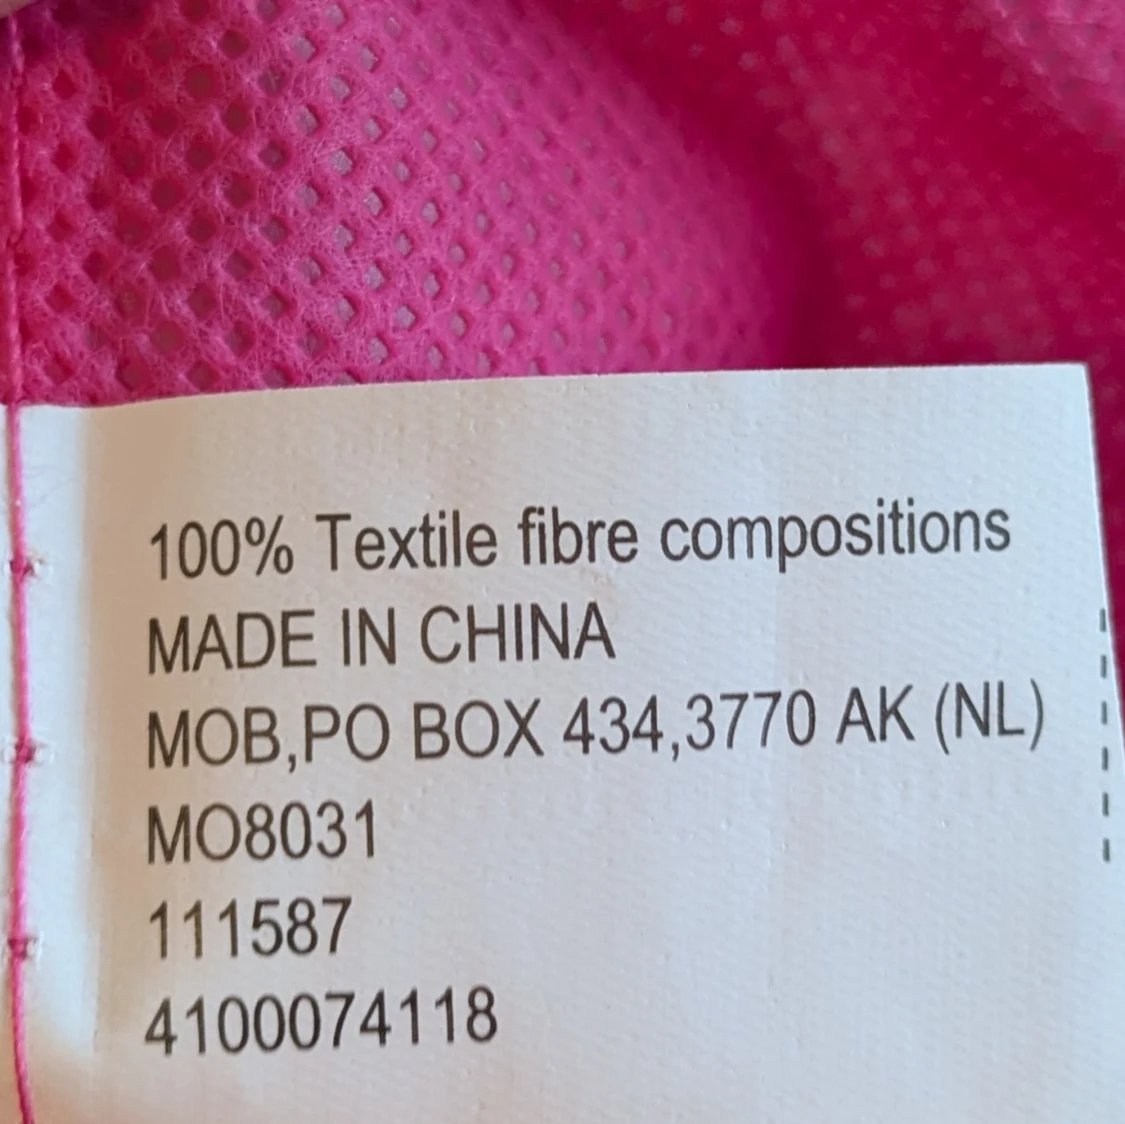 100% Textile fibre compositions
MADE IN CHINA
MOB,PO BOX 434,3770 AK (NL)
MO8031
111587
4100074118